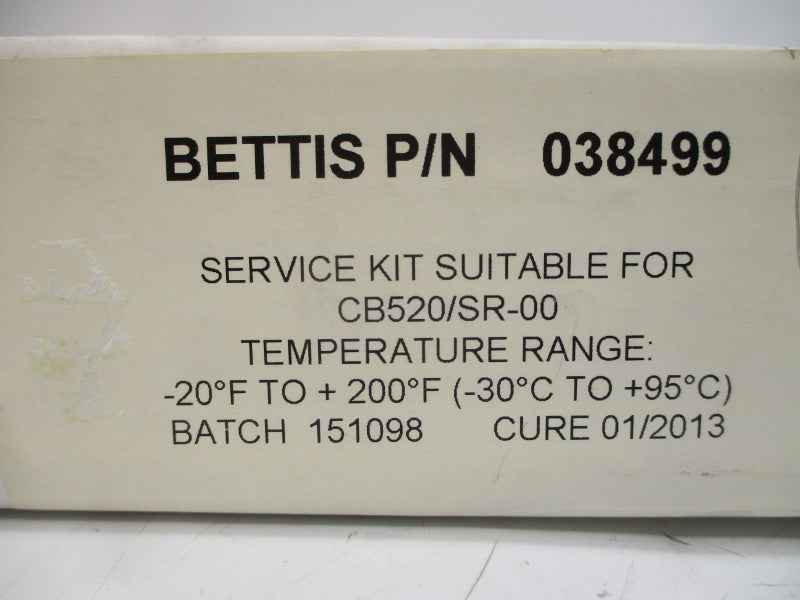 BETTIS P/N 038499
SERVICE KIT SUITABLE FOR
CB520/SR-00
TEMPERATURE RANGE:
-20°F TO + 200°F (-30°C TO +95°C)
BATCH 151098 CURE 01/2013